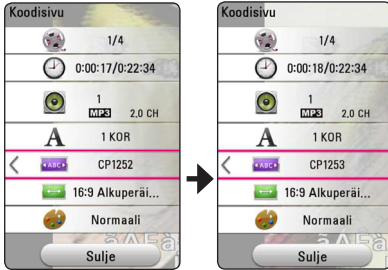 Koodisivu
1/4
0:00:17/0:22:34
1
MP3 2.0 CH
A 1 KOR
ABC CP1252
16:9 Alkuperäi...
Normaali
Sulje
Koodisivu
1/4
0:00:18/0:22:34
1
MP3 2.0 CH
A 1 KOR
ABC CP1253
16:9 Alkuperäi...
Normaali
Sulje